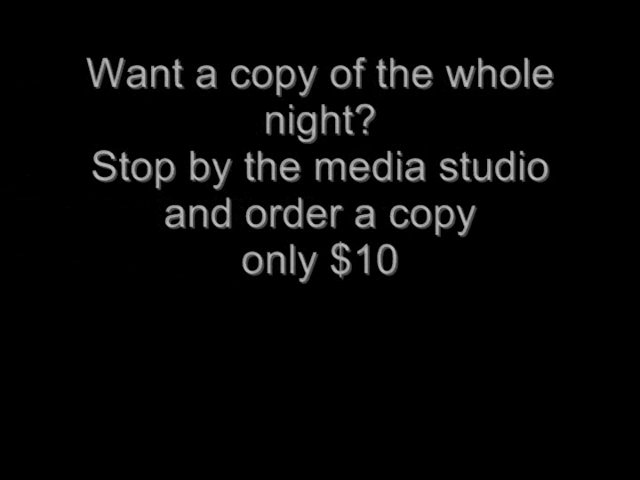 Want a copy of the whole
night?
Stop by the media studio
and order a copy
only $10